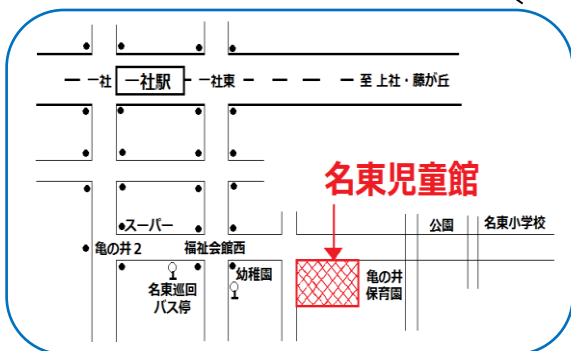 一社
一社駅
一社東
至 上社・藤が丘
名東児童館
スーパー
公園
名東小学校
亀の井2
福祉会館西
名東巡回
バス停
幼稚園
亀の井
保育園